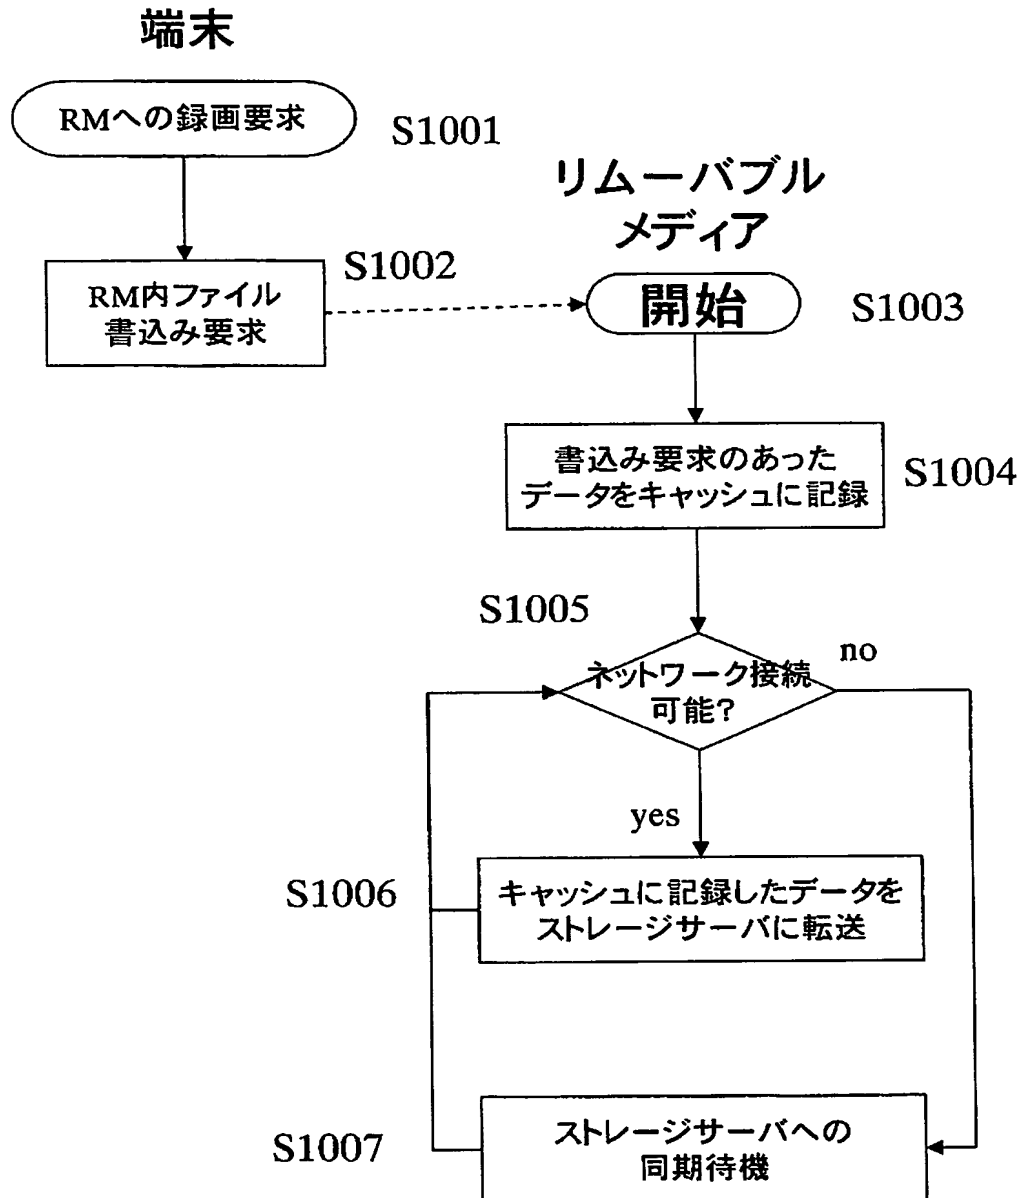 端末
RMへの録画要求
S1001
リムーバブル
メディア
S1002
RM内ファイル
書込み要求
開始
S1003
書込み要求のあった
データをキャッシュに記録
S1004
S1005
ネットワーク接続
可能?
no
yes
S1006
キャッシュに記録したデータを
ストレージサーバに転送
S1007
ストレージサーバへの
同期待機